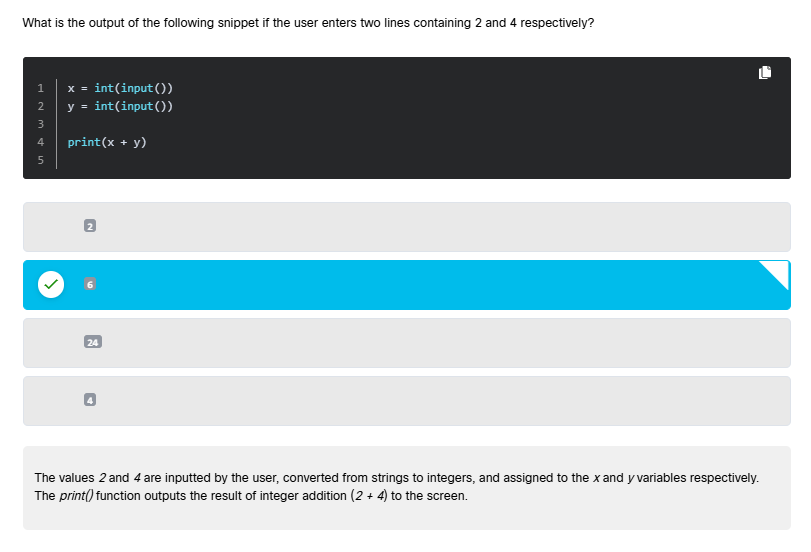 What is the output of the following snippet if the user enters two lines containing 2 and 4 respectively?
1 x = int(input())
2 y = int(input())
3
4 print(x + y)
5
2
6
24
4
The values 2 and 4 are inputted by the user, converted from strings to integers, and assigned to the x and y variables respectively.
The print() function outputs the result of integer addition (2 + 4) to the screen.